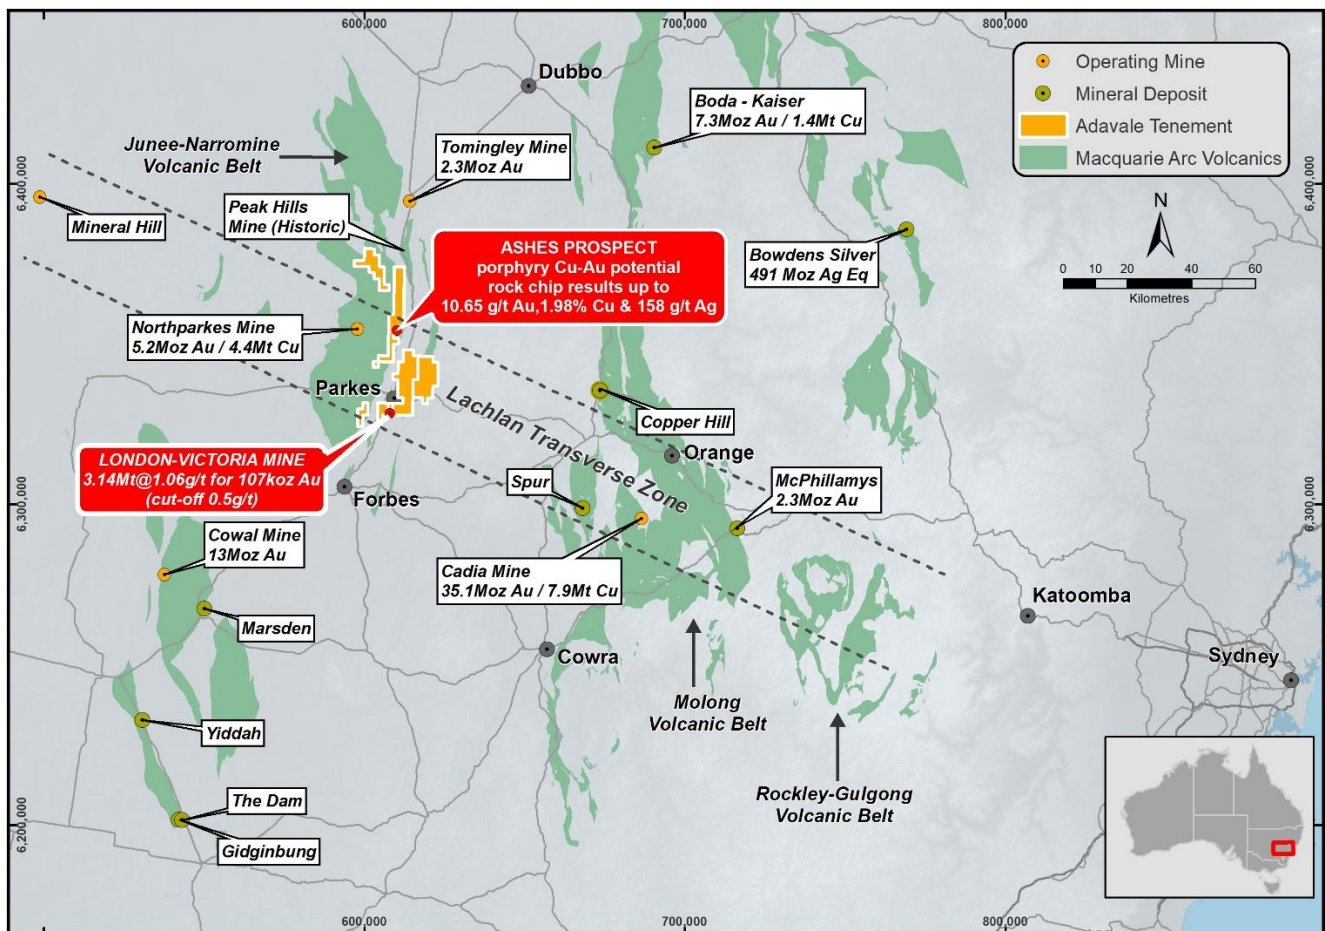 600,000
700,000
800,000
Dubbo
Boda - Kaiser
7.3Moz Au / 1.4Mt Cu
Operating Mine
Mineral Deposit
Adavale Tenement
Macquarie Arc Volcanics
Junee-Narromine
Volcanic Belt
Tomingley Mine
2.3Moz Au
6,400,000
6,400,000
Mineral Hill
Peak Hills
Mine (Historic)
N
ASHES PROSPECT
porphyry Cu-Au potential
rock chip results up to
10.65 g/t Au,1.98% Cu & 158 g/t Ag
Bowdens Silver
491 Moz Ag Eq
0 10 20 40 60
Kilometres
Northparkes Mine
5.2Moz Au / 4.4Mt Cu
Parkes
Lachlan Transverse Zone
Copper Hill
LONDON-VICTORIA MINE
3.14Mt@1.06g/t for 107koz Au
(cut-off 0.5g/t)
Orange
Forbes
Spur
McPhillamys
2.3Moz Au
6,300,000
6,300,000
Cowal Mine
13Moz Au
Cadia Mine
35.1Moz Au / 7.9Mt Cu
Katoomba
Marsden
Cowra
Sydney
Molong
Volcanic Belt
Yiddah
Rockley-Gulgong
Volcanic Belt
The Dam
Gidginbung
6,200,000
6,200,000
600,000
700,000
800,000